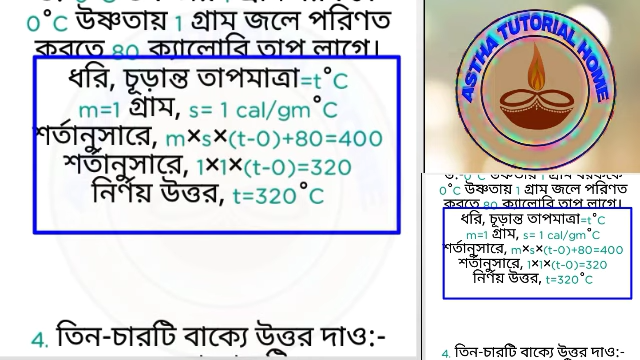 0°C উষ্ণতায় 1 গ্রাম জলে পরিণত
করতে 80 ক্যালোরি তাপ লাগে।
ধরি, চূড়ান্ত তাপমাত্রা=t°C
m=1 গ্রাম, s= 1 cal/gm°C
শর্তানুসারে, m×s×(t-0)+80=400
শর্তানুসারে, 1×1×(t-0)=320
নির্ণয় উত্তর, t=320°C
4. তিন-চারটি বাক্যে উত্তর দাও:-
ASTHA TUTORIAL HOME
0°C উষ্ণতায় 1 গ্রাম জলে পরিণত
করতে 80 ক্যালোরি তাপ লাগে।
ধরি, চূড়ান্ত তাপমাত্রা=t°C
m=1 গ্রাম, s= 1 cal/gm°C
শর্তানুসারে, m×s×(t-0)+80=400
শর্তানুসারে, 1×1×(t-0)=320
নির্ণয় উত্তর, t=320°C
4. তিন-চারটি বাক্যে উত্তর দাও:-